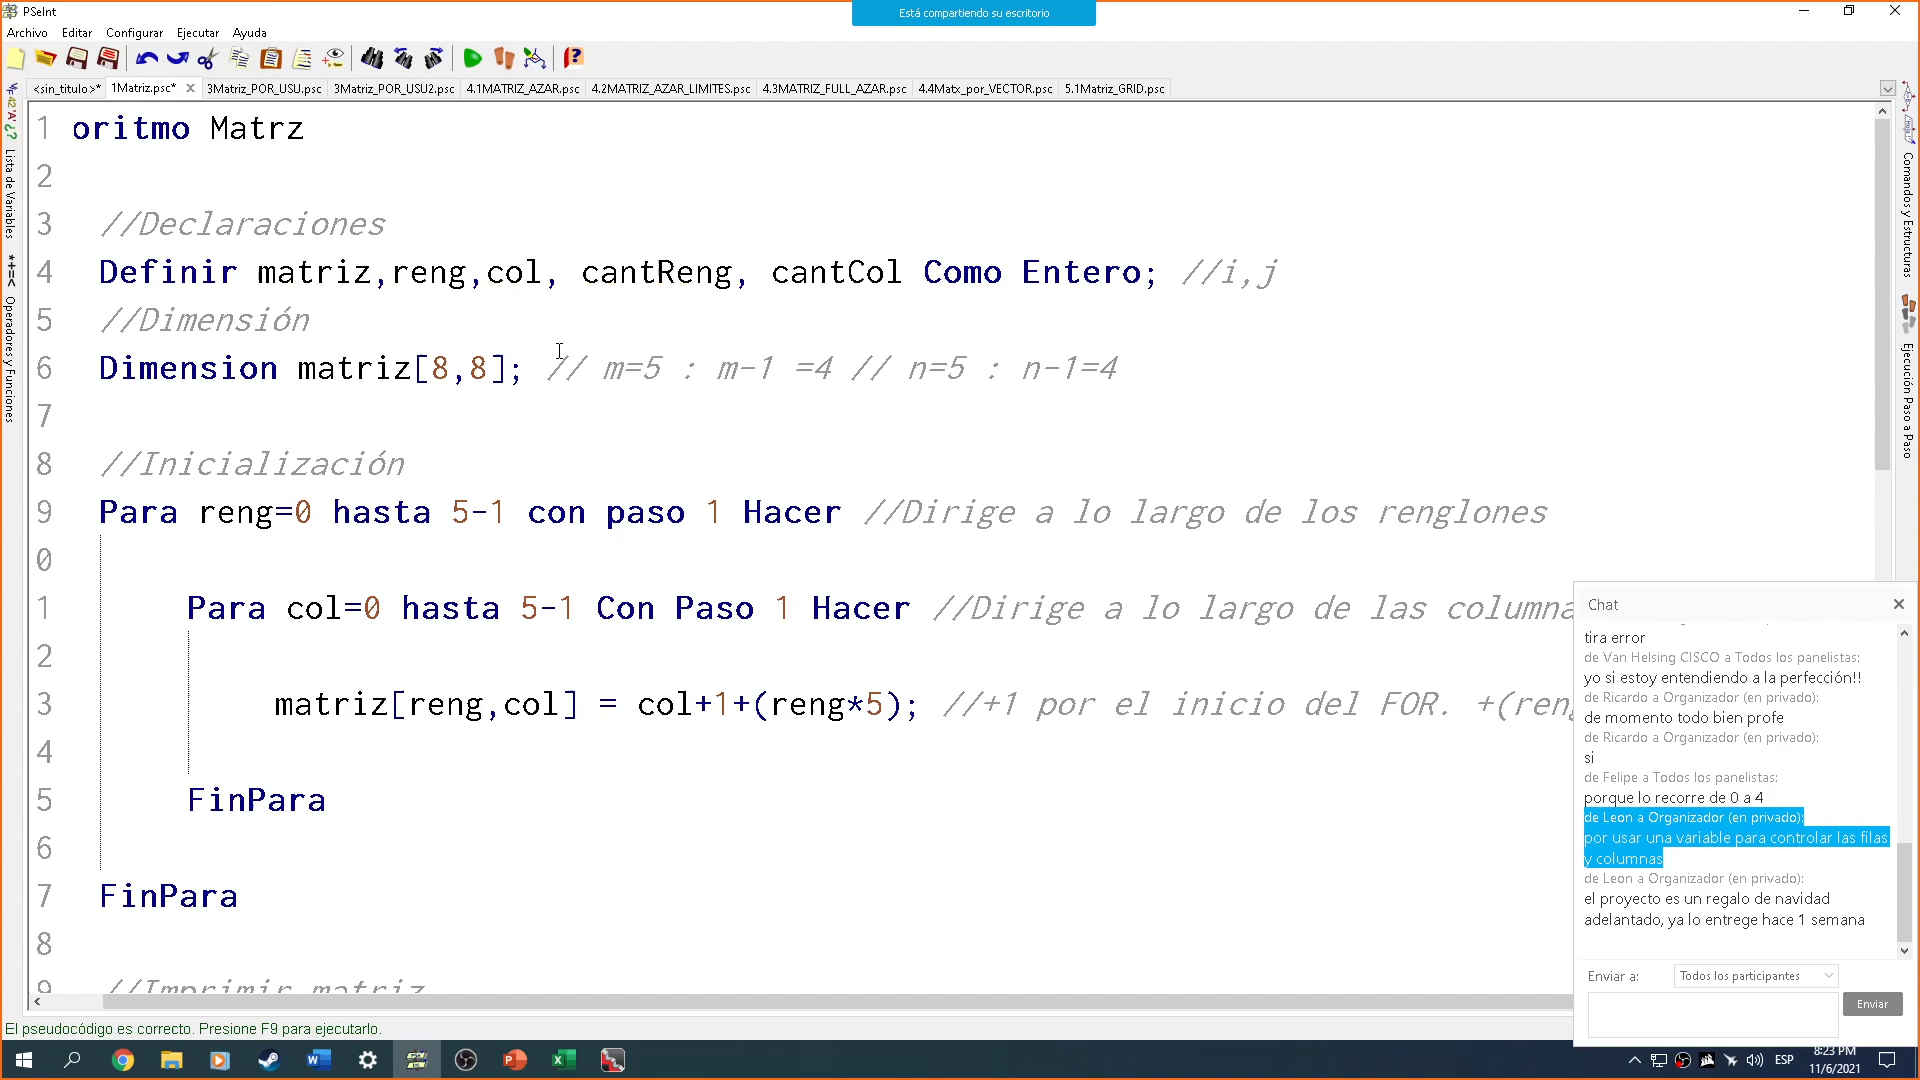 PSeInt
Está compartiendo su escritorio
Archivo Editar Configurar Ejecutar Ayuda
<sin_titulo>* 1Matriz.psc* 3Matriz_POR_USU.psc 3Matriz_POR_USU2.psc 4.1MATRIZ_AZAR.psc 4.2MATRIZ_AZAR_LIMITES.psc 4.3MATRIZ_FULL_AZAR.psc 4.4Matx_por_VECTOR.psc 5.1Matriz_GRID.psc
Lista de Variables
Operadores y Funciones
1 oritmo Matrz
2
3 //Declaraciones
4 Definir matriz,reng,col, cantReng, cantCol Como Entero; //i,j
5 //Dimensión
6 Dimension matriz[8,8]; // m=5 : m-1 =4 // n=5 : n-1=4
7
8 //Inicialización
9 Para reng=0 hasta 5-1 con paso 1 Hacer //Dirige a lo largo de los renglones
0
1 Para col=0 hasta 5-1 Con Paso 1 Hacer //Dirige a lo largo de las columna
2
3 matriz[reng,col] = col+1+(reng*5); //+1 por el inicio del FOR. +(ren
4
5 FinPara
6
7 FinPara
8
9 //Imprimir matriz
Comandos y Estructuras
Ejecución Paso a Paso
Chat
tira error
de Van Helsing CISCO a Todos los panelistas:
yo si estoy entendiendo a la perfección!!
de Ricardo a Organizador (en privado):
de momento todo bien profe
de Ricardo a Organizador (en privado):
si
de Felipe a Todos los panelistas:
porque lo recorre de 0 a 4
de Leon a Organizador (en privado):
por usar una variable para controlar las filas
y columnas
de Leon a Organizador (en privado):
el proyecto es un regalo de navidad
adelantado, ya lo entrege hace 1 semana
Enviar a: Todos los participantes
Enviar
El pseudocódigo es correcto. Presione F9 para ejecutarlo.
ESP
8:23 PM
11/6/2021